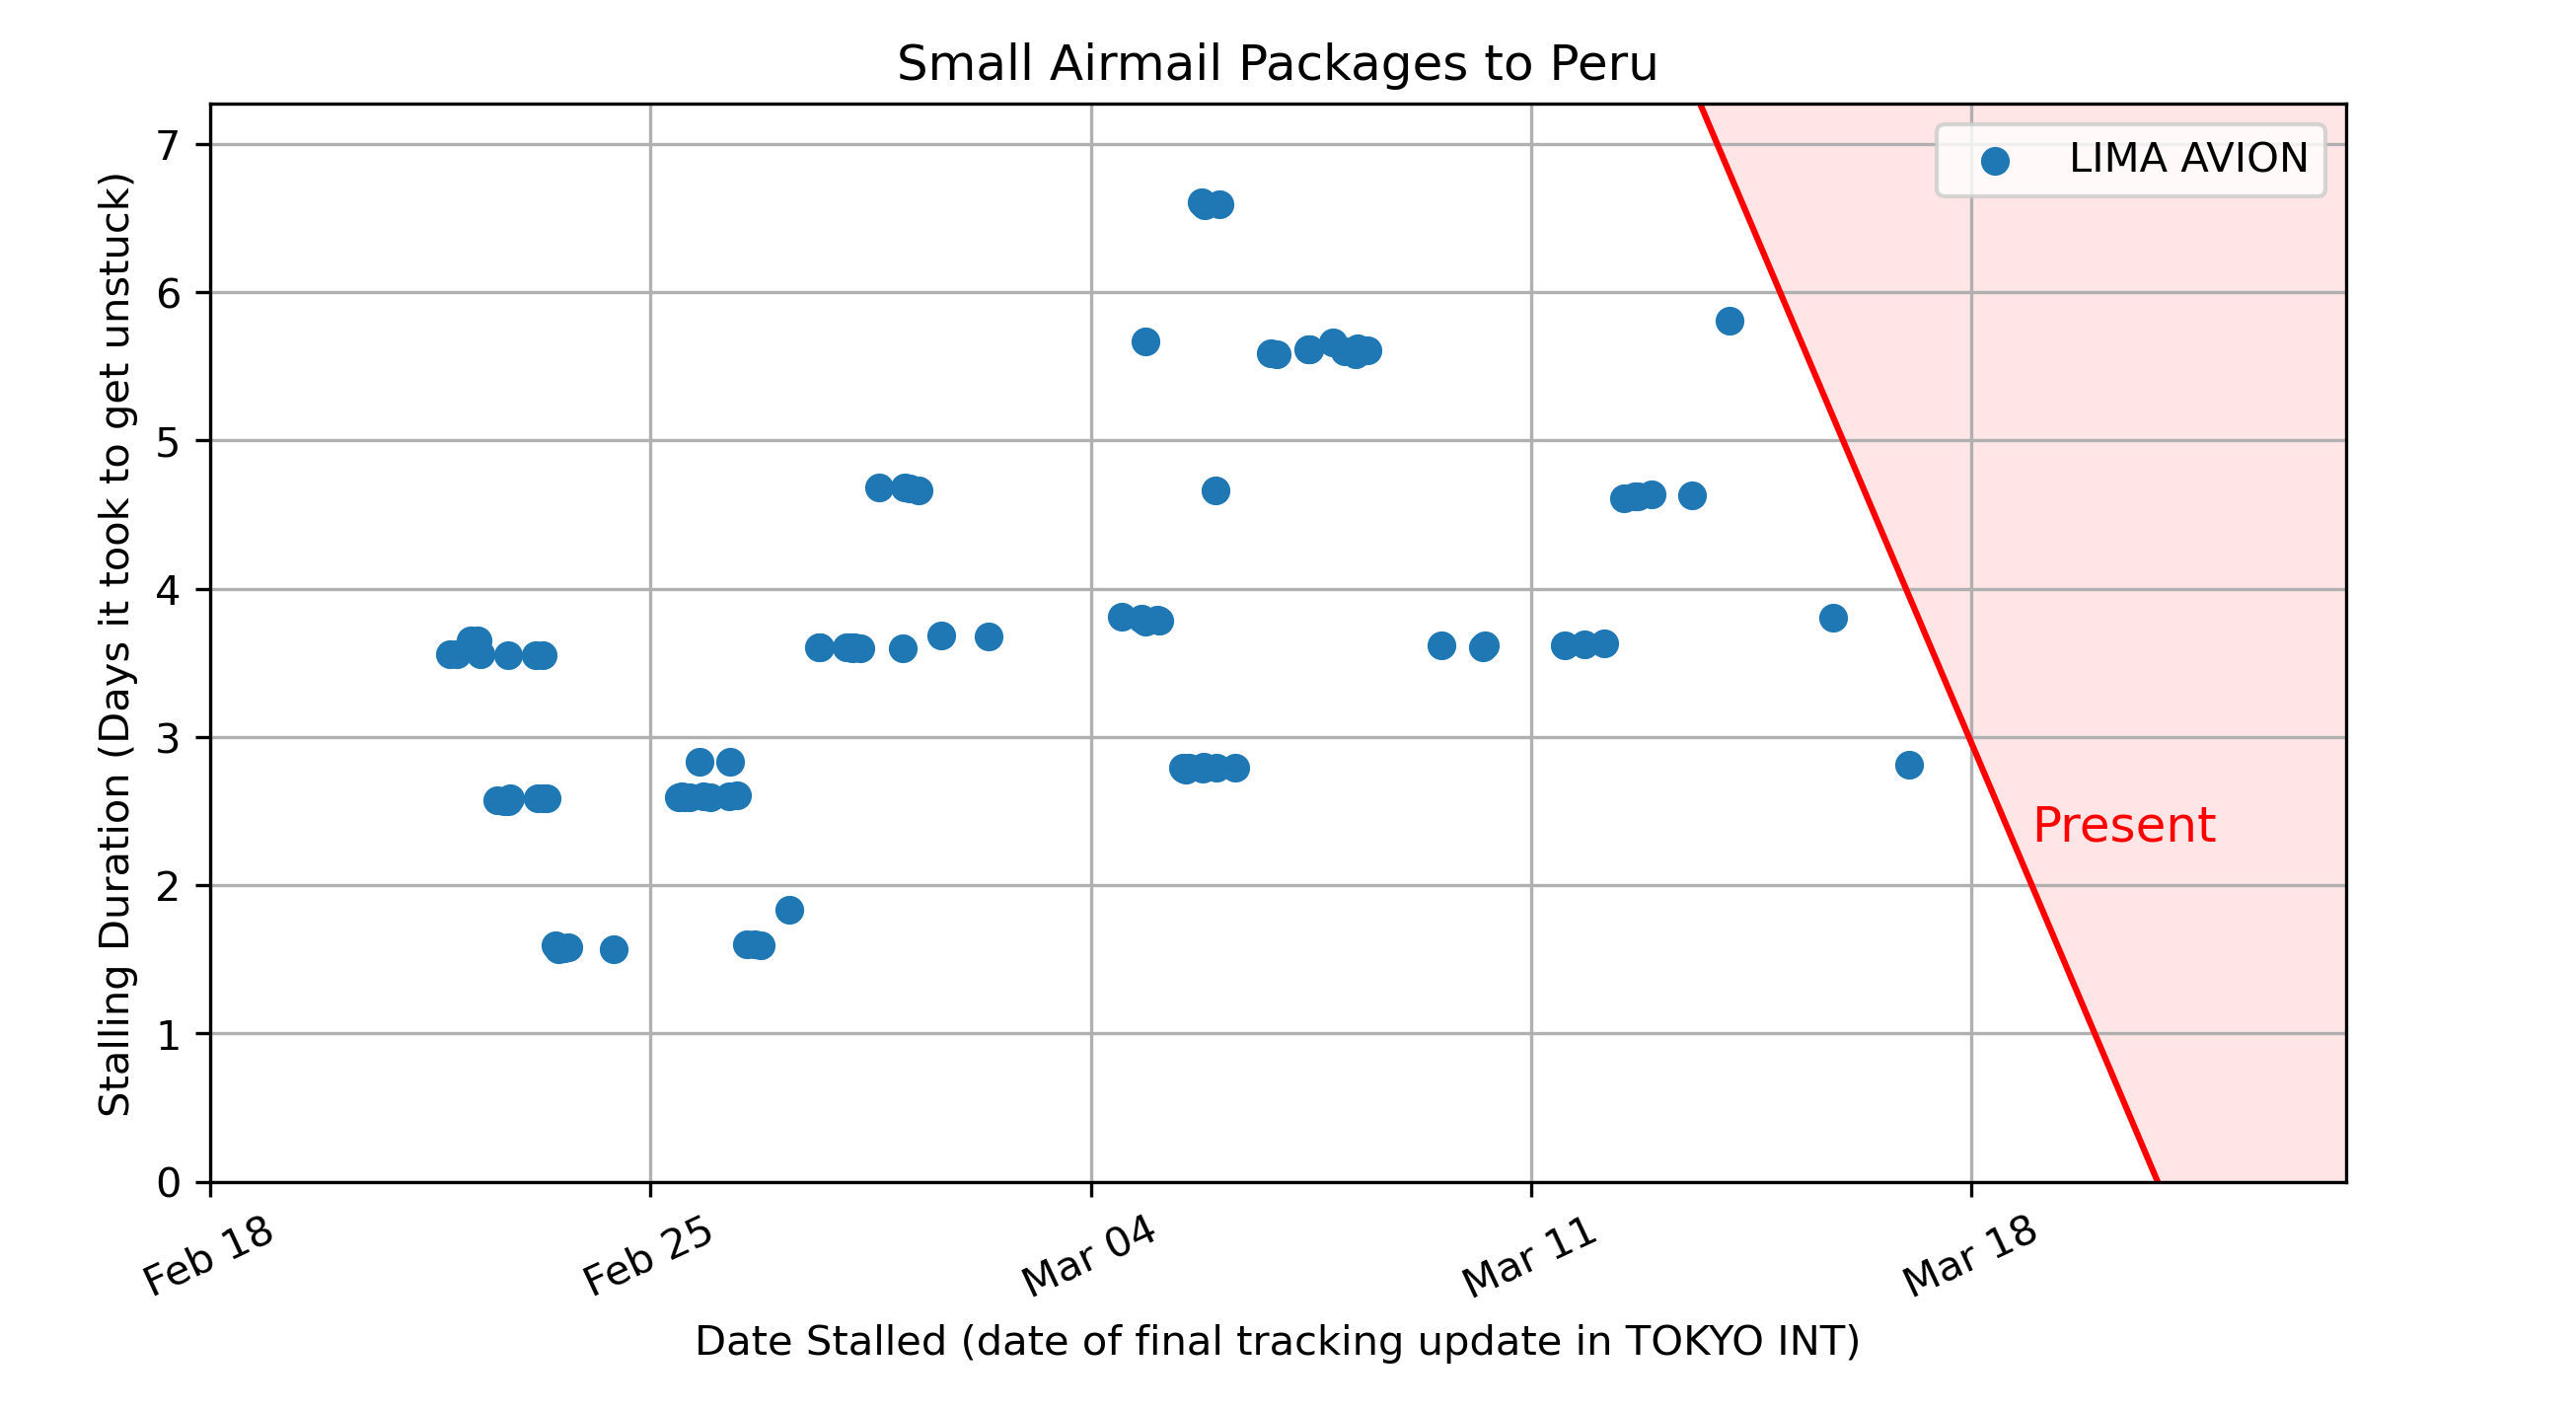 Small Airmail Packages to Peru
LIMA AVION
Present
Stalling Duration (Days it took to get unstuck)
7
6
5
4
3
2
1
0
Feb 18
Feb 25
Mar 04
Mar 11
Mar 18
Date Stalled (date of final tracking update in TOKYO INT)